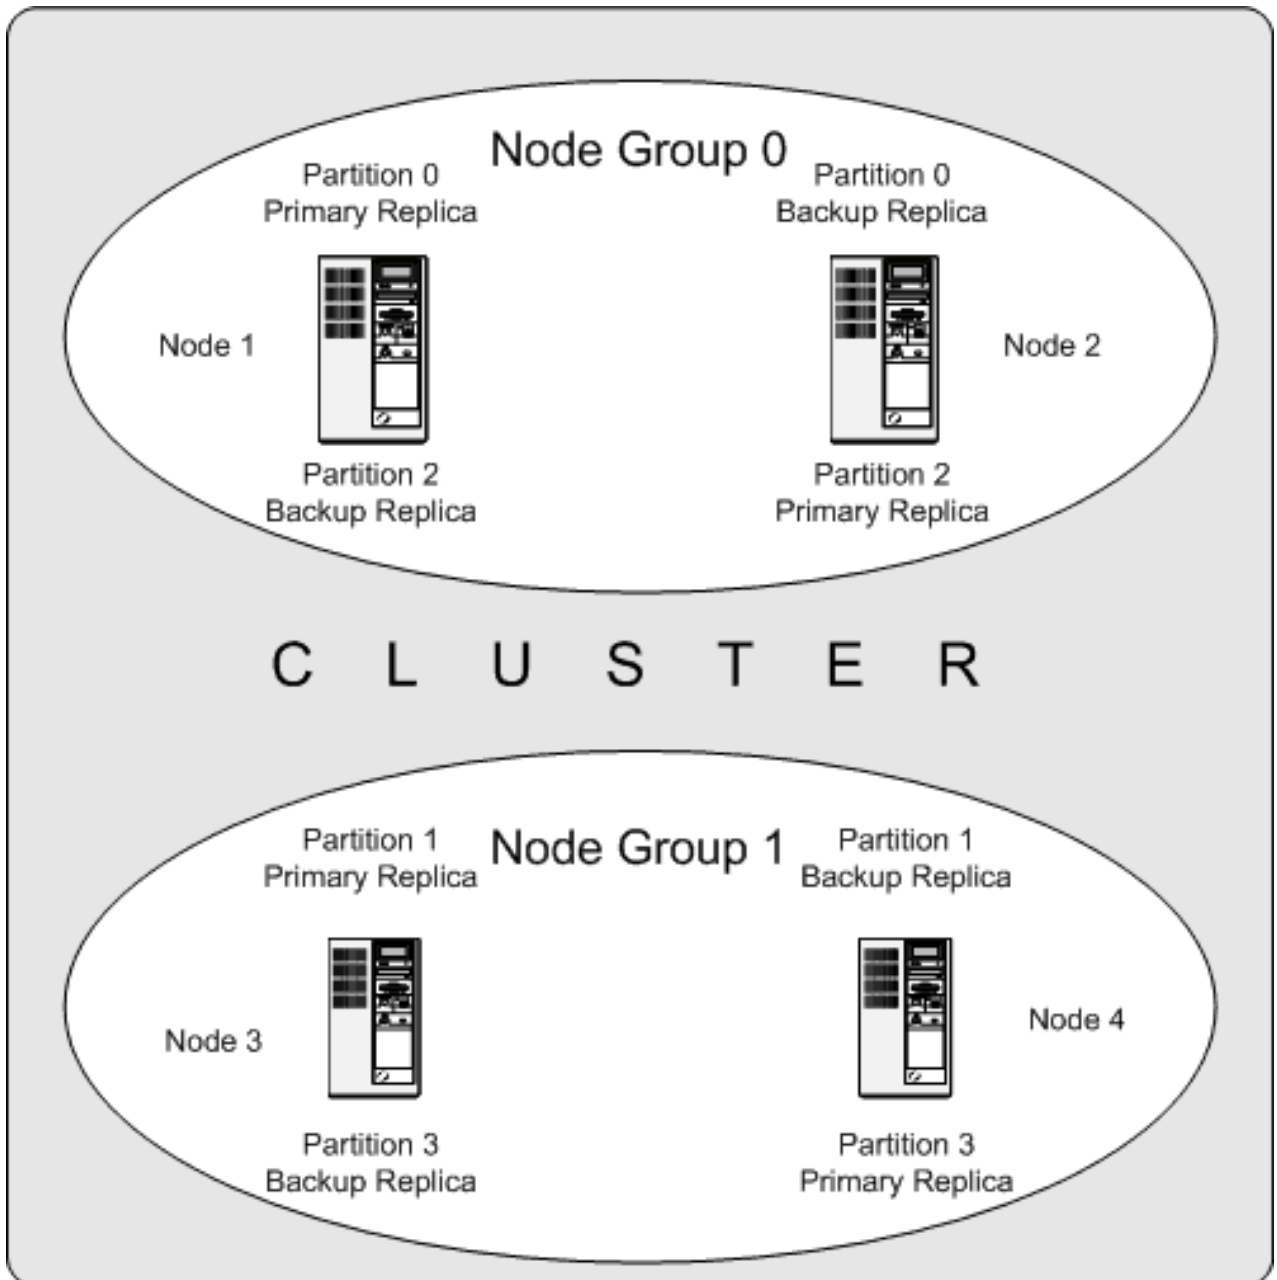 Node Group 0
Partition 0
Primary Replica
Partition 0
Backup Replica
Node 1
Node 2
Partition 2
Backup Replica
Partition 2
Primary Replica
C L U S T E R
Node Group 1
Partition 1
Primary Replica
Partition 1
Backup Replica
Node 3
Node 4
Partition 3
Backup Replica
Partition 3
Primary Replica